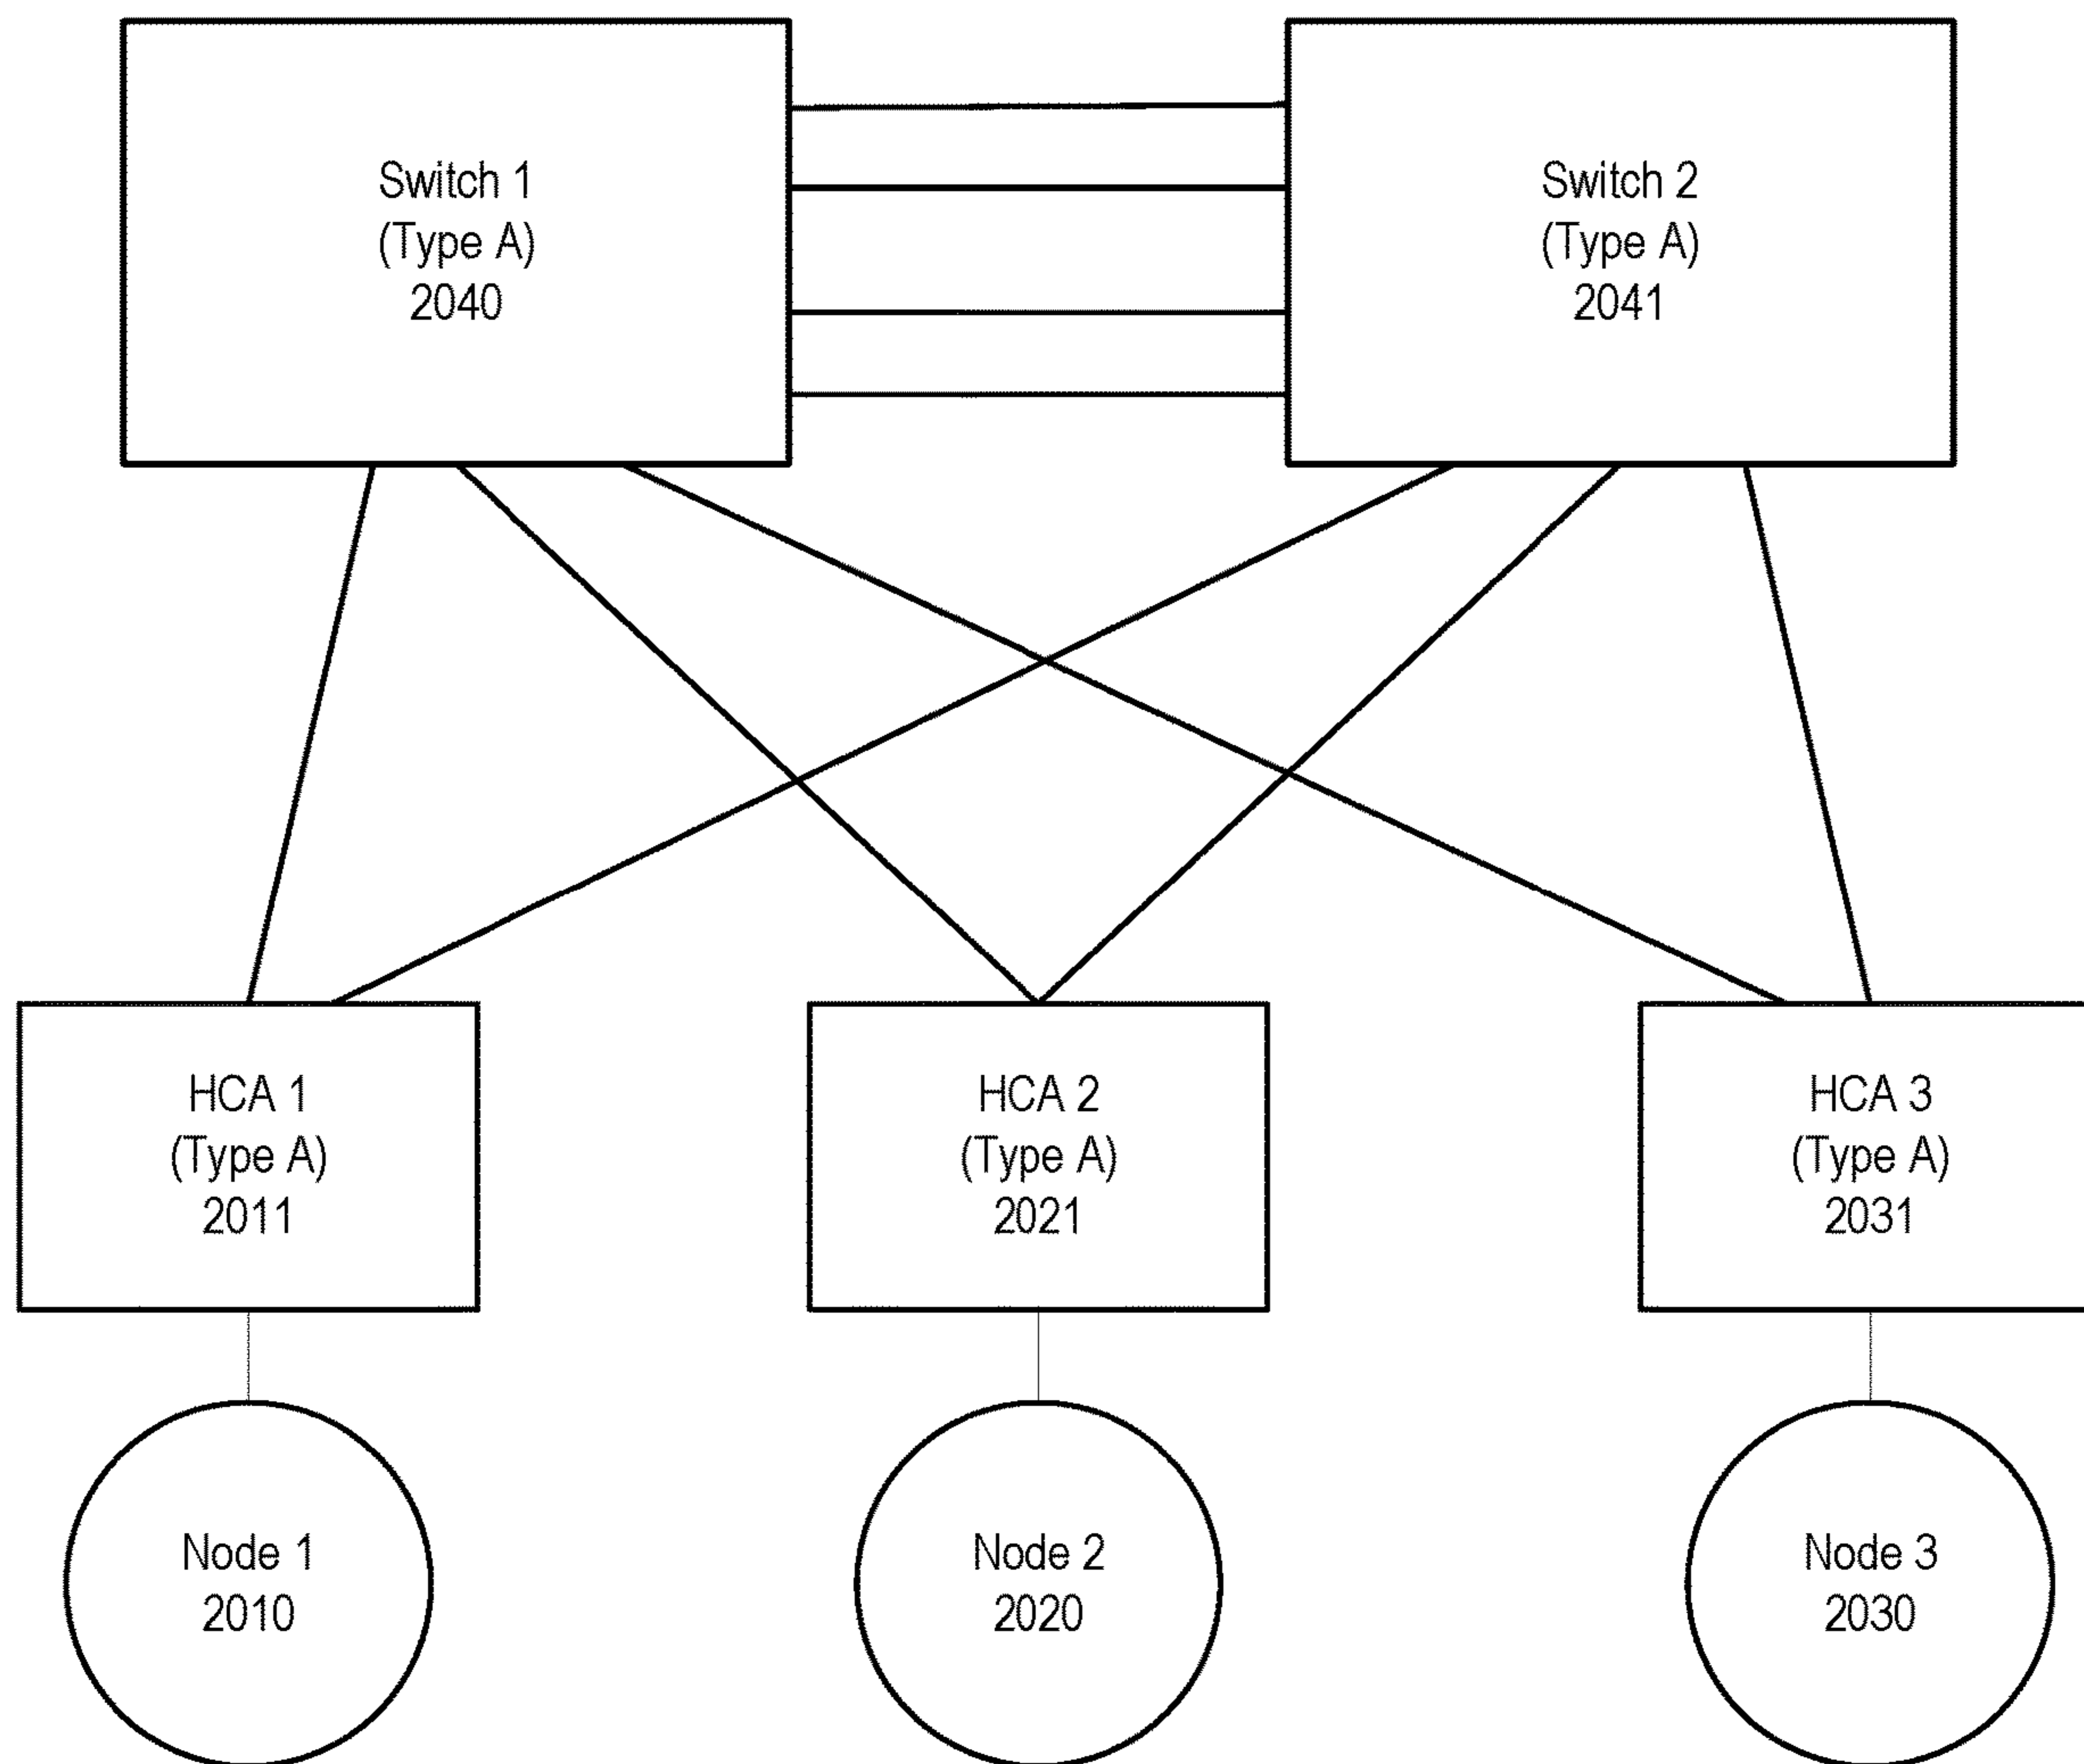 Switch 1
(Type A)
2040
Switch 2
(Type A)
2041
HCA 1
(Type A)
2011
HCA 2
(Type A)
2021
HCA 3
(Type A)
2031
Node 1
2010
Node 2
2020
Node 3
2030